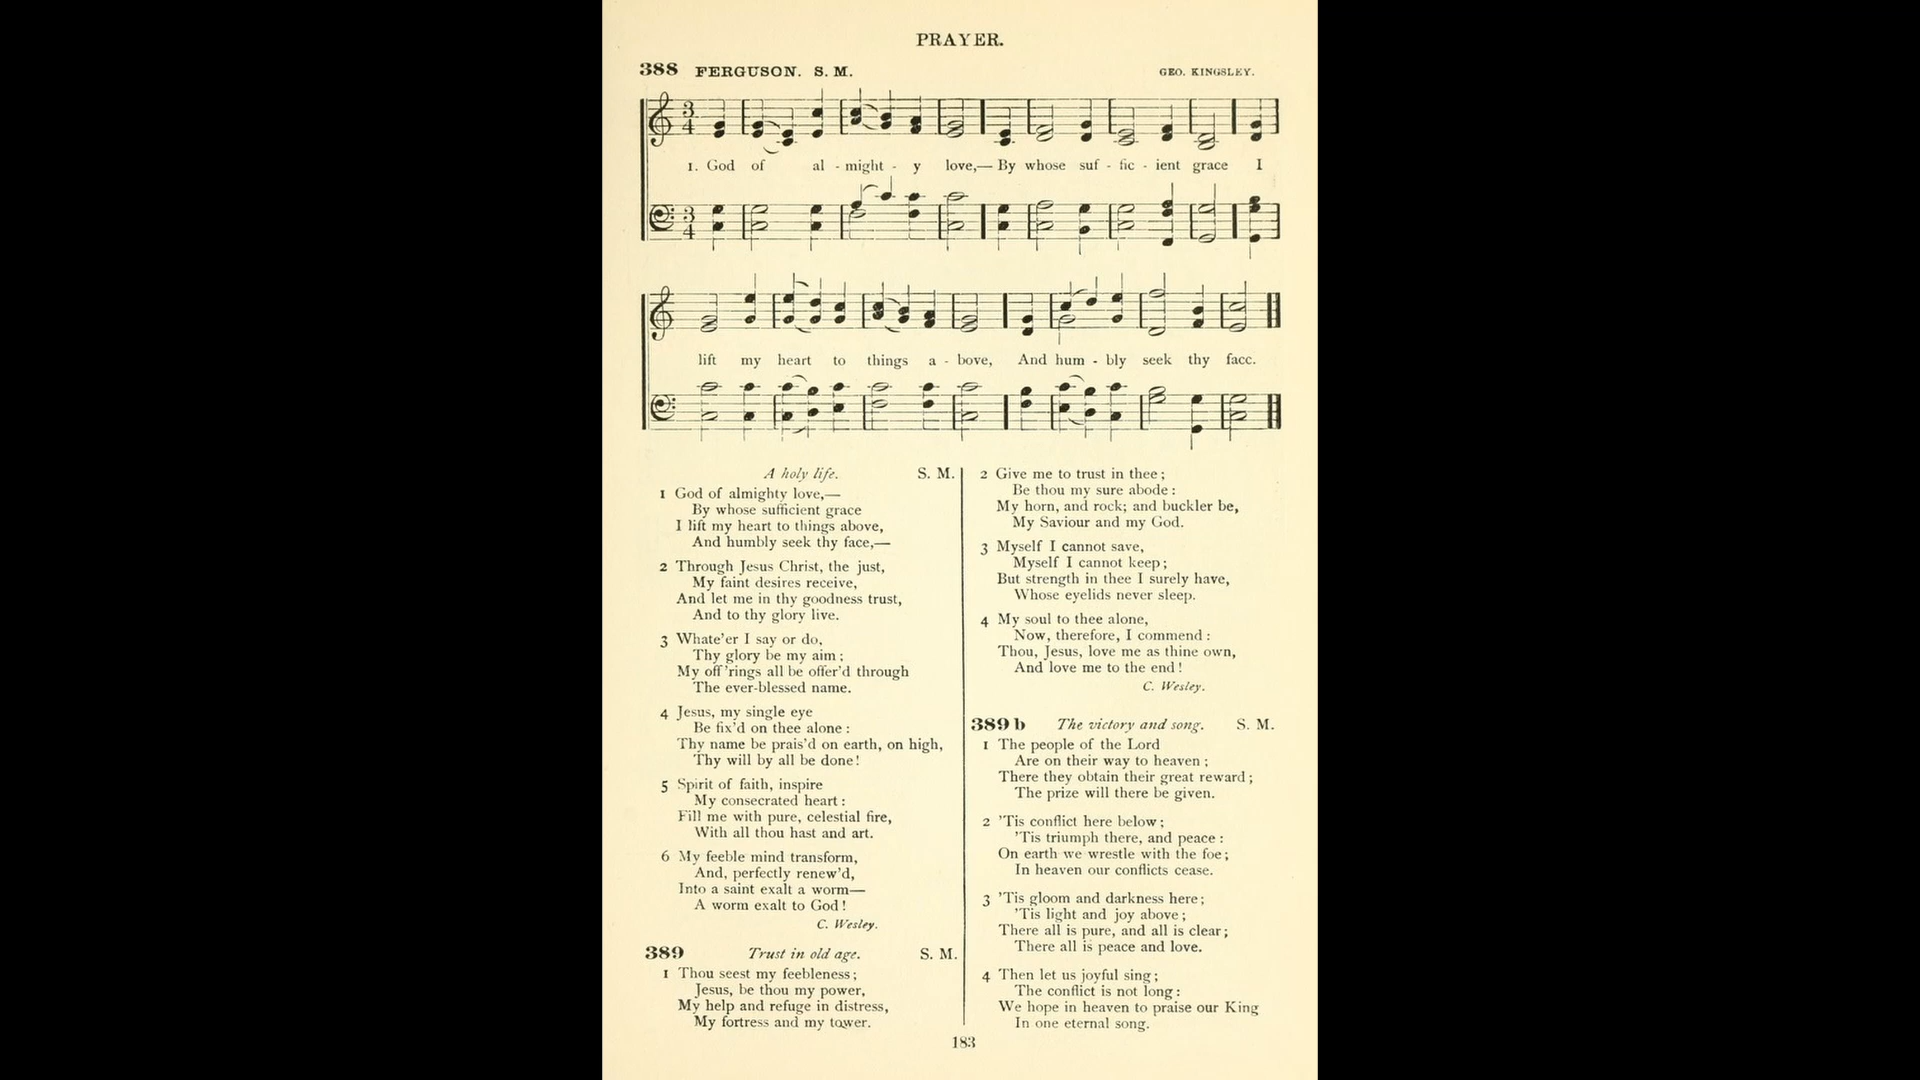 PRAYER.
388 FERGUSON. S. M. GEO. KINGSLEY.
3
4
1. God of al - might - y love,— By whose suf - fic - ient grace I
3
4
lift my heart to things a - bove, And hum - bly seek thy face.
A holy life. S. M.
1 God of almighty love,—
By whose sufficient grace
I lift my heart to things above,
And humbly seek thy face,—
2 Through Jesus Christ, the just,
My faint desires receive,
And let me in thy goodness trust,
And to thy glory live.
3 Whate'er I say or do,
Thy glory be my aim ;
My off'rings all be offer'd through
The ever-blessed name.
4 Jesus, my single eye
Be fix'd on thee alone :
Thy name be prais'd on earth, on high,
Thy will by all be done !
5 Spirit of faith, inspire
My consecrated heart :
Fill me with pure, celestial fire,
With all thou hast and art.
6 My feeble mind transform,
And, perfectly renew'd,
Into a saint exalt a worm—
A worm exalt to God !
C. Wesley.
389 Trust in old age. S. M.
1 Thou seest my feebleness ;
Jesus, be thou my power,
My help and refuge in distress,
My fortress and my tower.
2 Give me to trust in thee ;
Be thou my sure abode :
My horn, and rock; and buckler be,
My Saviour and my God.
3 Myself I cannot save,
Myself I cannot keep ;
But strength in thee I surely have,
Whose eyelids never sleep.
4 My soul to thee alone,
Now, therefore, I commend :
Thou, Jesus, love me as thine own,
And love me to the end !
C. Wesley.
389 b The victory and song. S. M.
1 The people of the Lord
Are on their way to heaven ;
There they obtain their great reward ;
The prize will there be given.
2 'Tis conflict here below ;
'Tis triumph there, and peace :
On earth we wrestle with the foe ;
In heaven our conflicts cease.
3 'Tis gloom and darkness here ;
'Tis light and joy above ;
There all is pure, and all is clear ;
There all is peace and love.
4 Then let us joyful sing ;
The conflict is not long :
We hope in heaven to praise our King
In one eternal song.
183